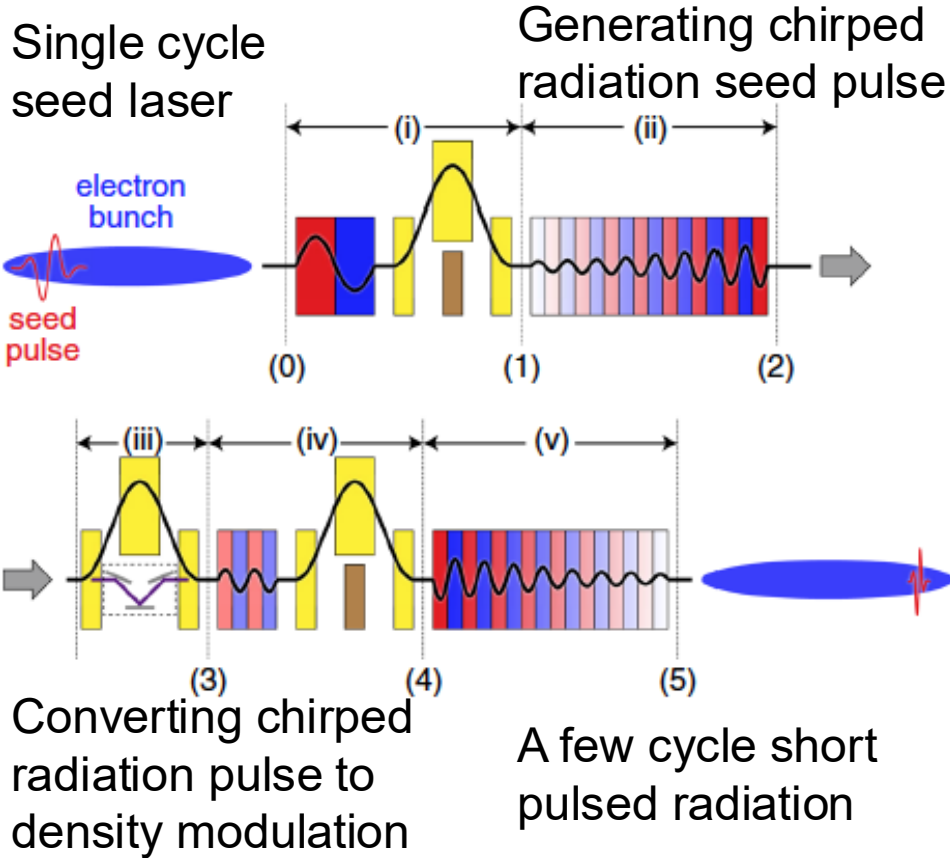 Single cycle
seed laser
Generating chirped
radiation seed pulse
(i)
(ii)
electron
bunch
seed
pulse
(0)
(1)
(2)
(iii)
(iv)
(v)
(3)
(4)
(5)
Converting chirped
radiation pulse to
density modulation
A few cycle short
pulsed radiation